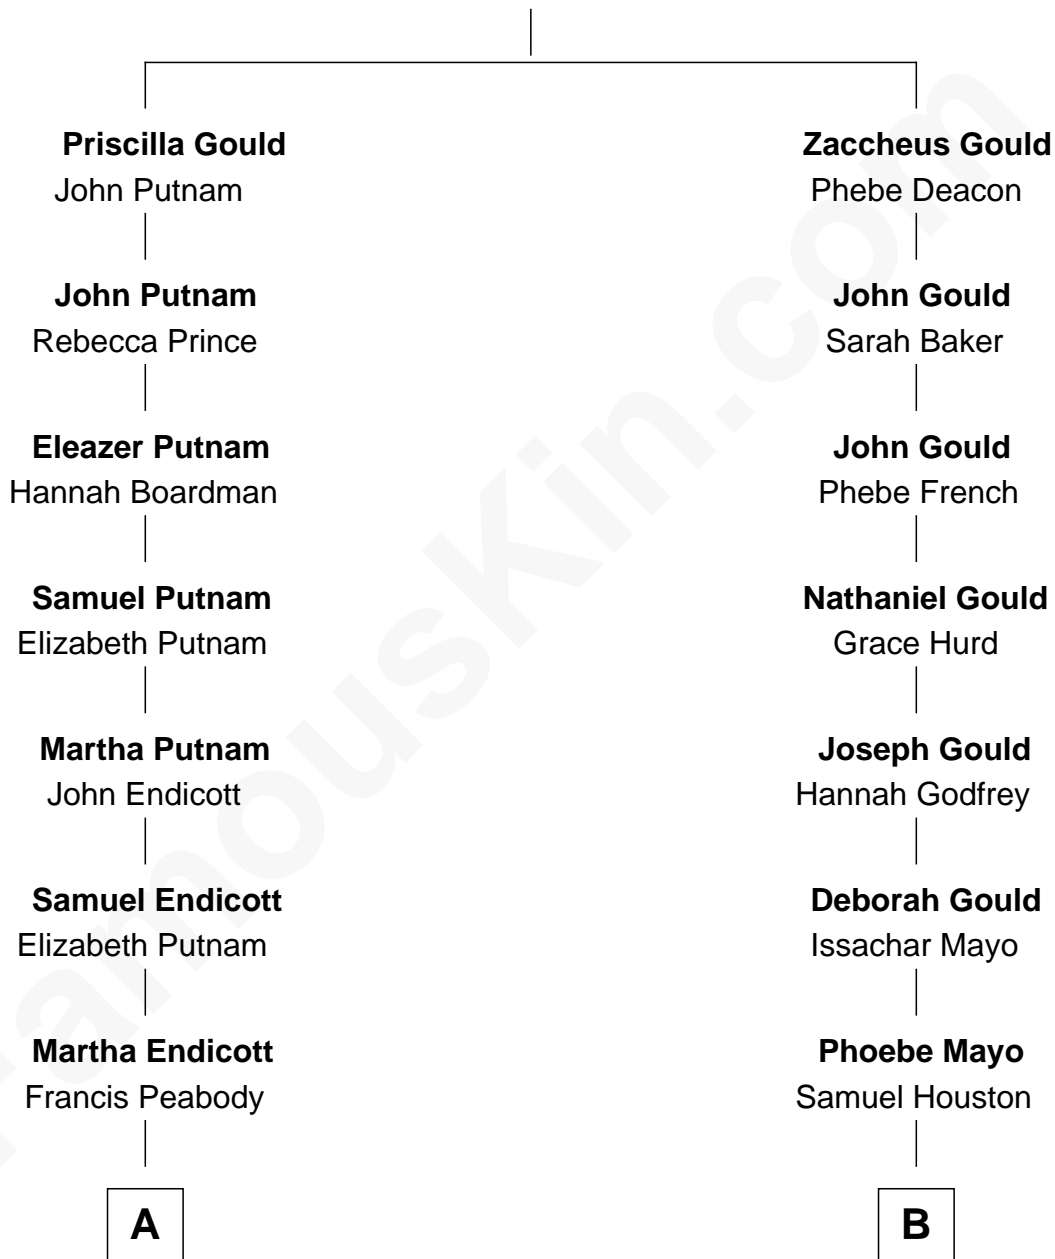 Priscilla Gould
John Putnam
John Putnam
Rebecca Prince
Eleazer Putnam
Hannah Boardman
Samuel Putnam
Elizabeth Putnam
Martha Putnam
John Endicott
Samuel Endicott
Elizabeth Putnam
Martha Endicott
Francis Peabody
A
Zaccheus Gould
Phebe Deacon
John Gould
Sarah Baker
John Gould
Phebe French
Nathaniel Gould
Grace Hurd
Joseph Gould
Hannah Godfrey
Deborah Gould
Issachar Mayo
Phoebe Mayo
Samuel Houston
B
FamousKin.com